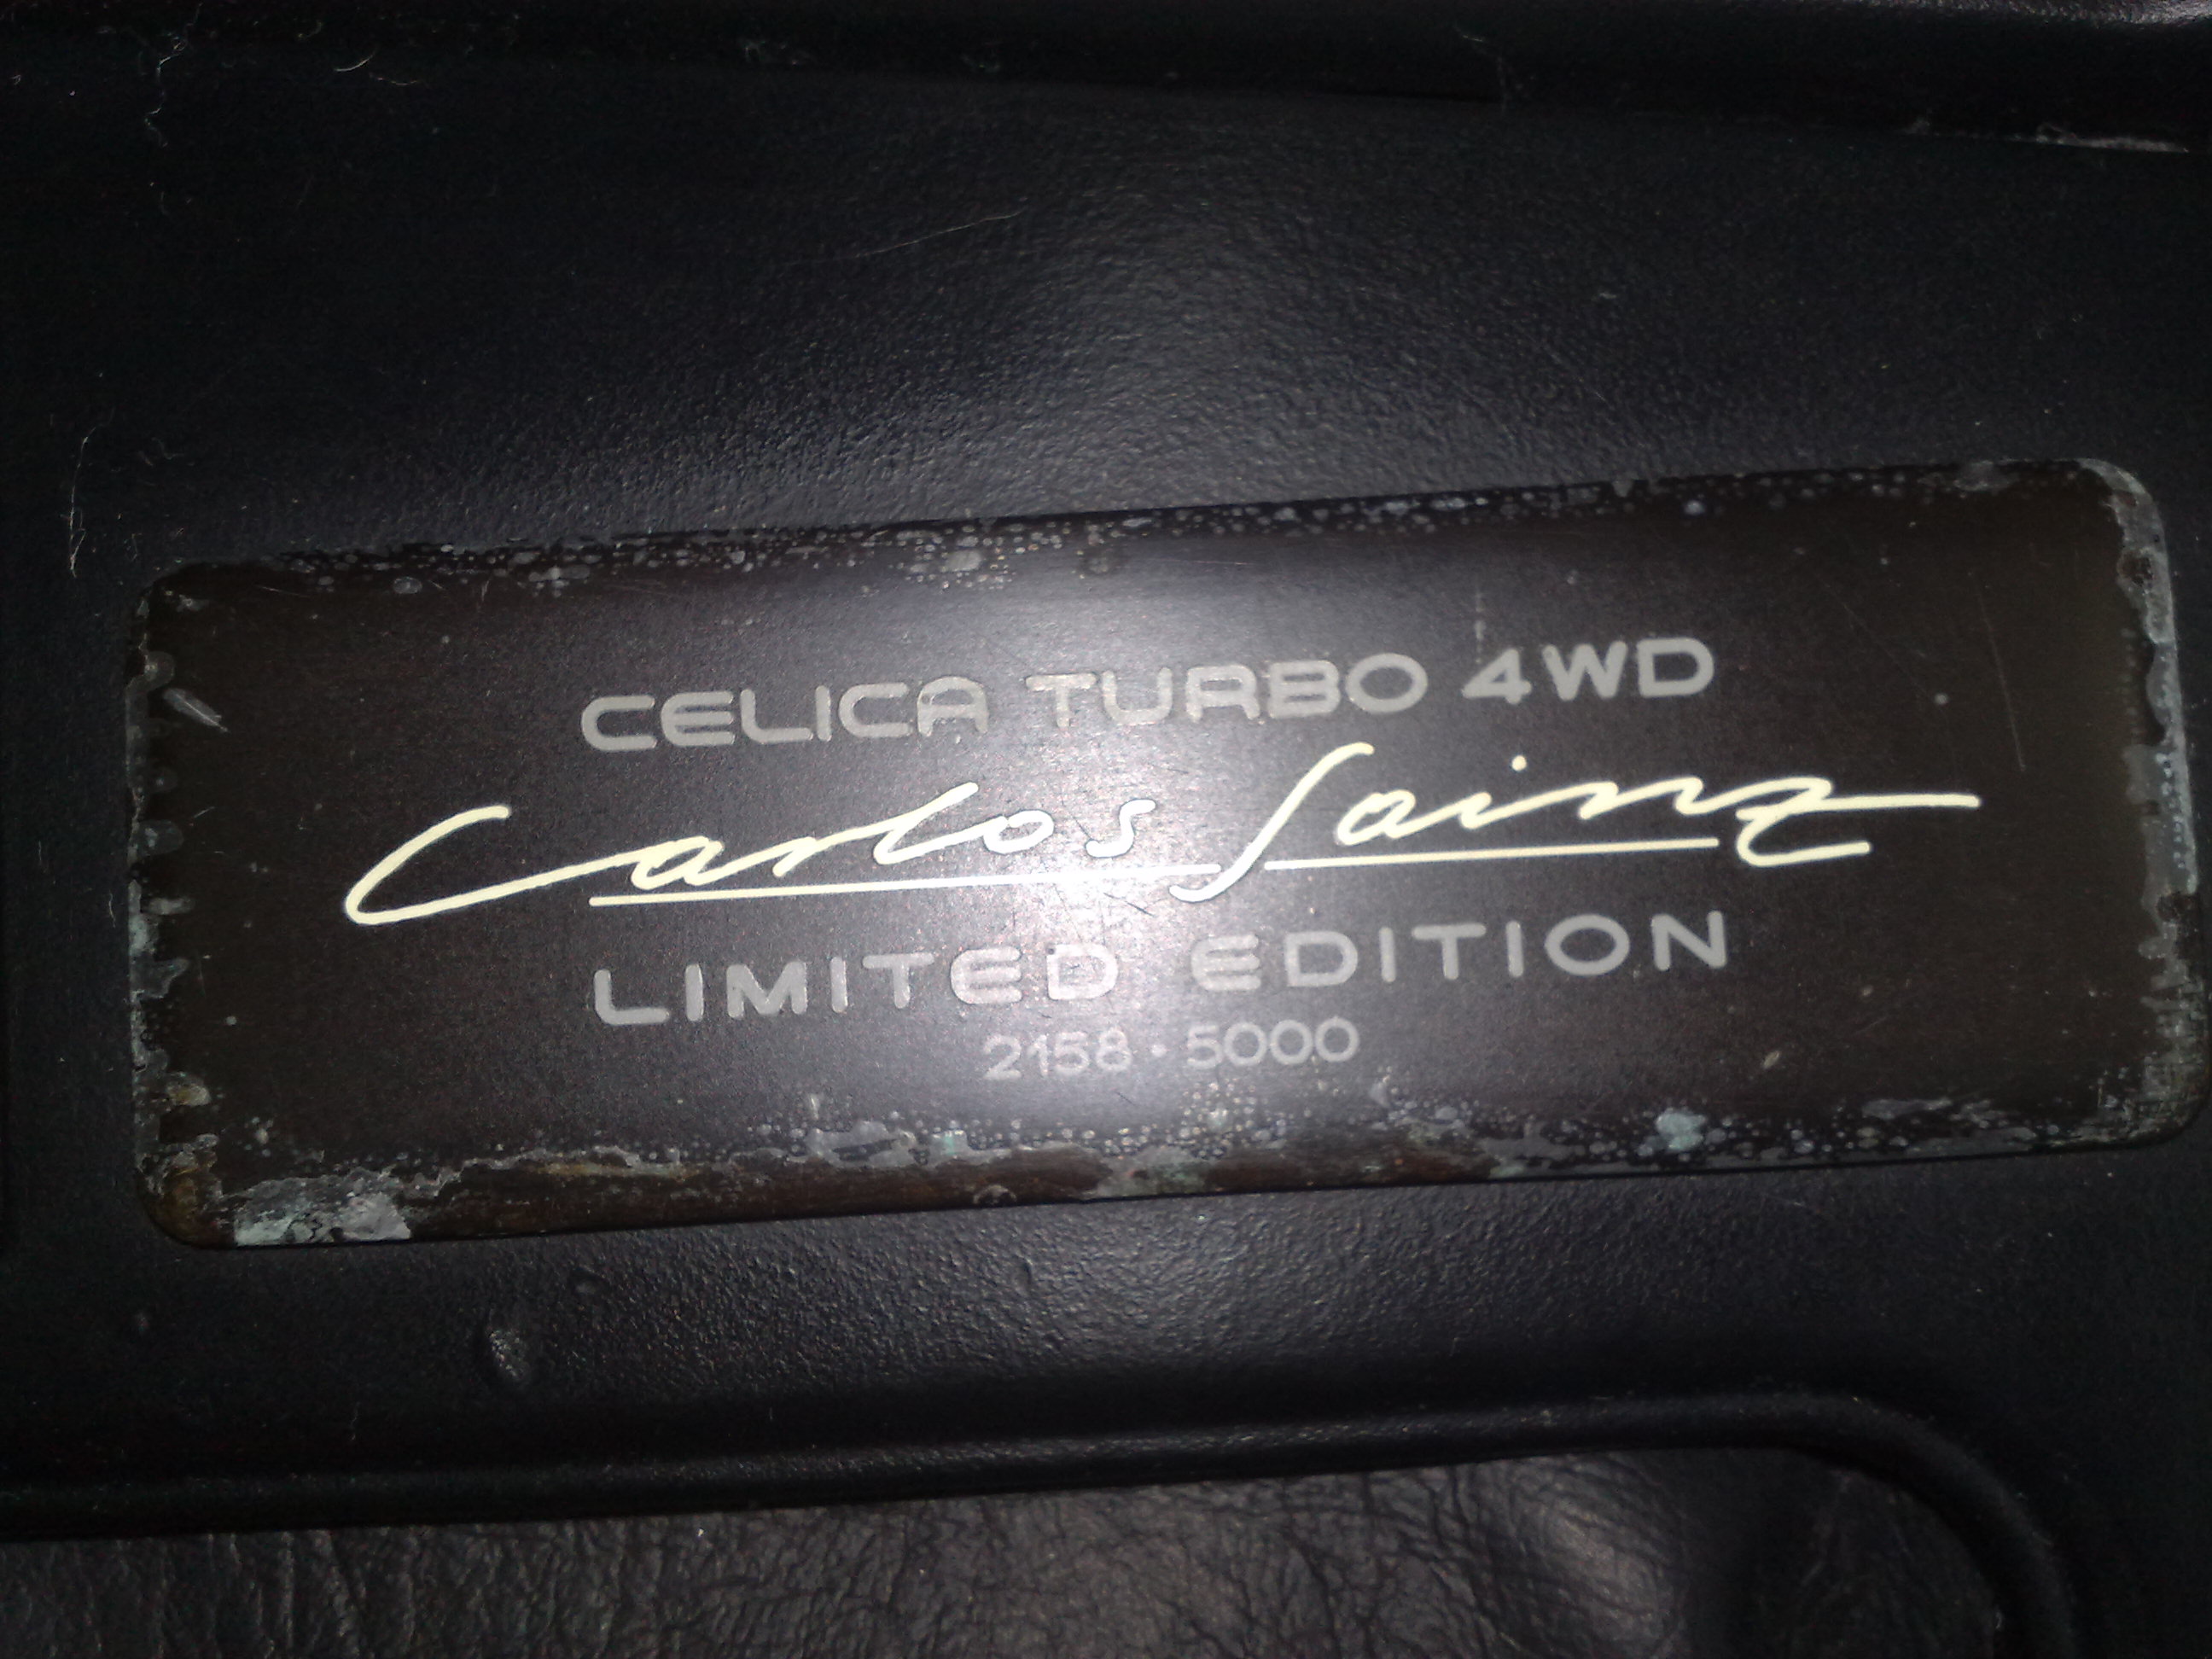 CELICA TURBO 4WD
Carlos Sainz
LIMITED EDITION
2158 • 5000